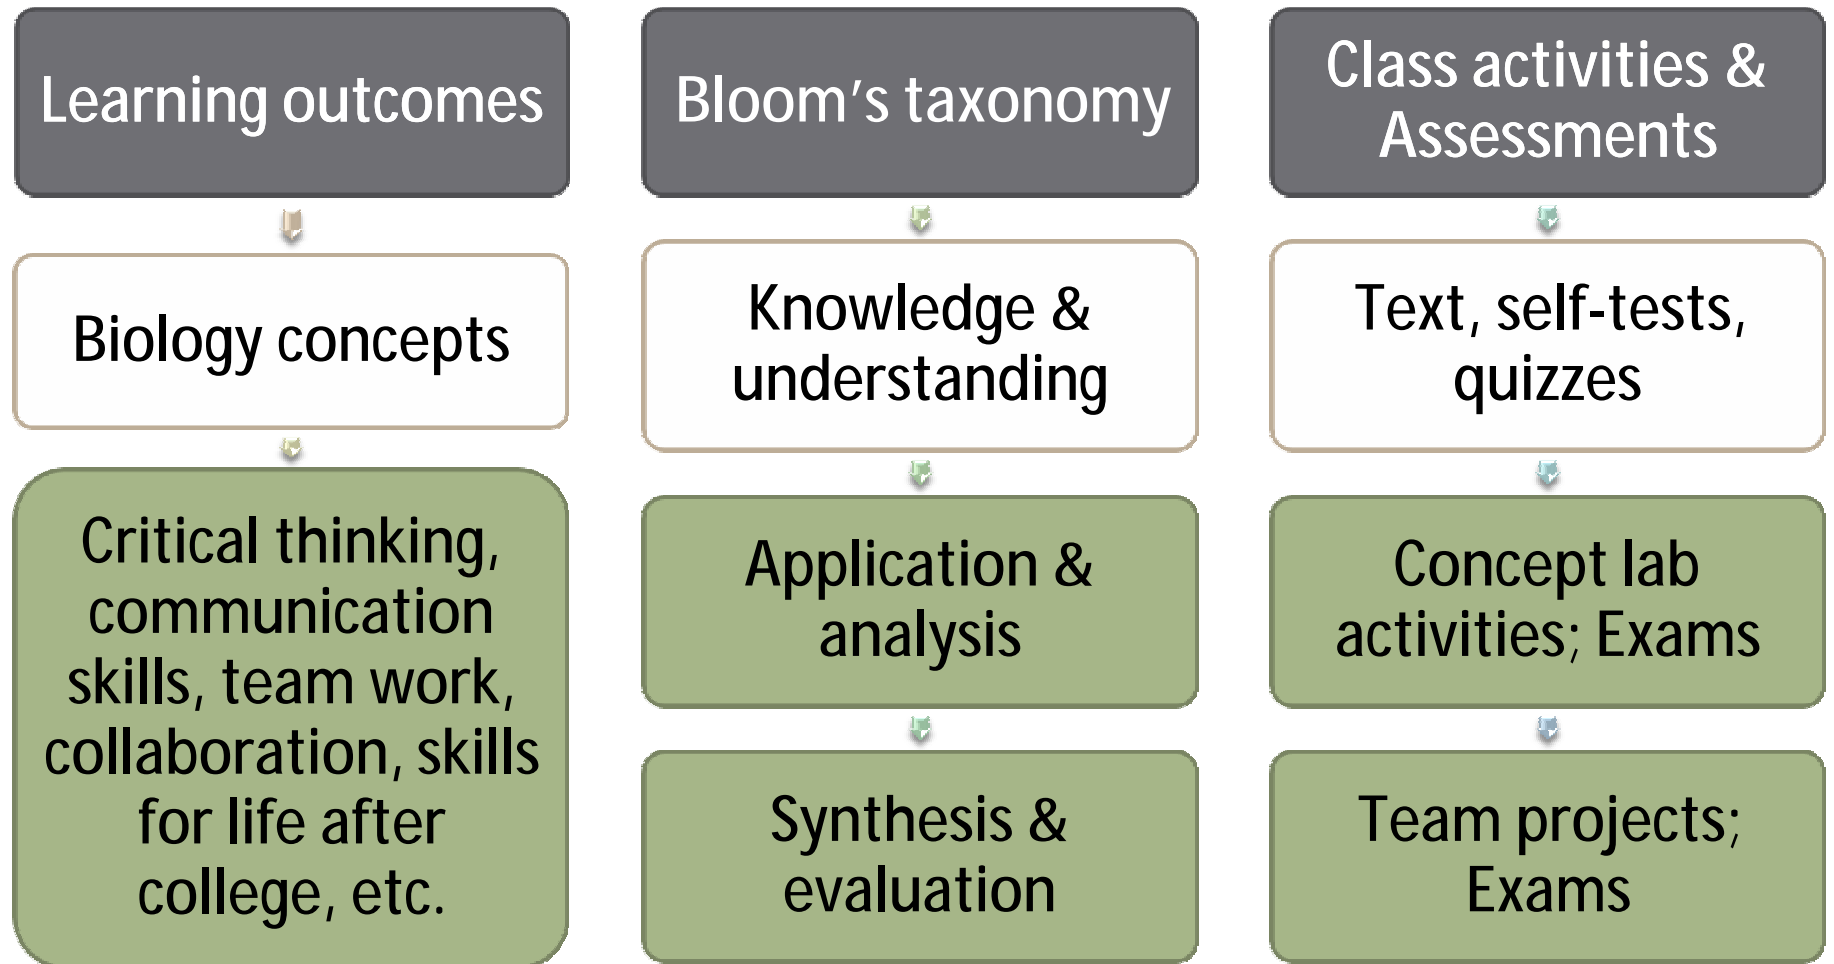 Learning outcomes
Biology concepts
Critical thinking,
communication
skills, team work,
collaboration, skills
for life after
college, etc.
Bloom's taxonomy
Knowledge &
understanding
Application &
analysis
Synthesis &
evaluation
Class activities &
Assessments
Text, self-tests,
quizzes
Concept lab
activities; Exams
Team projects;
Exams